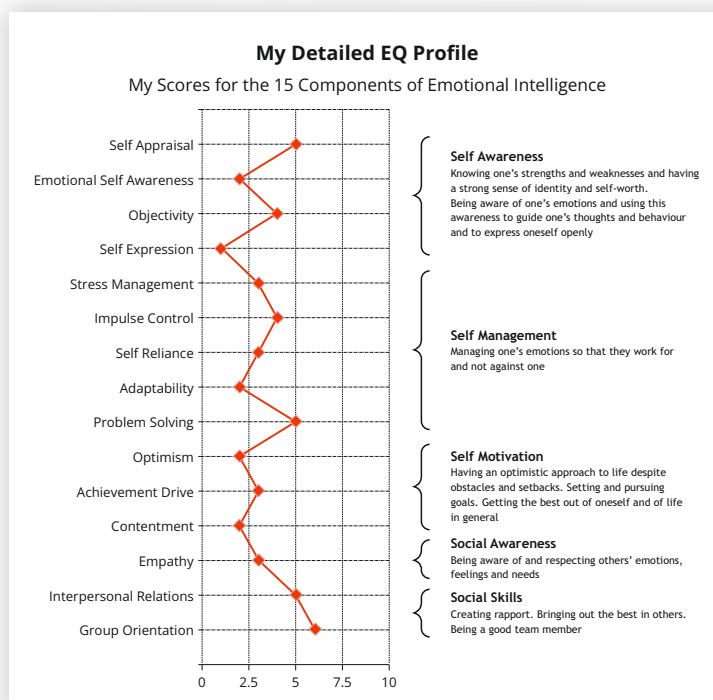 My Detailed EQ Profile
My Scores for the 15 Components of Emotional Intelligence
Self Appraisal
Emotional Self Awareness
Objectivity
Self Expression
Stress Management
Impulse Control
Self Reliance
Adaptability
Problem Solving
Optimism
Achievement Drive
Contentment
Empathy
Interpersonal Relations
Group Orientation
0 2.5 5 7.5 10
Self Awareness
Knowing one’s strengths and weaknesses and having
a strong sense of identity and self-worth.
Being aware of one’s emotions and using this
awareness to guide one’s thoughts and behaviour
and to express oneself openly
Self Management
Managing one’s emotions so that they work for
and not against one
Self Motivation
Having an optimistic approach to life despite
obstacles and setbacks. Setting and pursuing
goals. Getting the best out of oneself and of life
in general
Social Awareness
Being aware of and respecting others’ emotions,
feelings and needs
Social Skills
Creating rapport. Bringing out the best in others.
Being a good team member